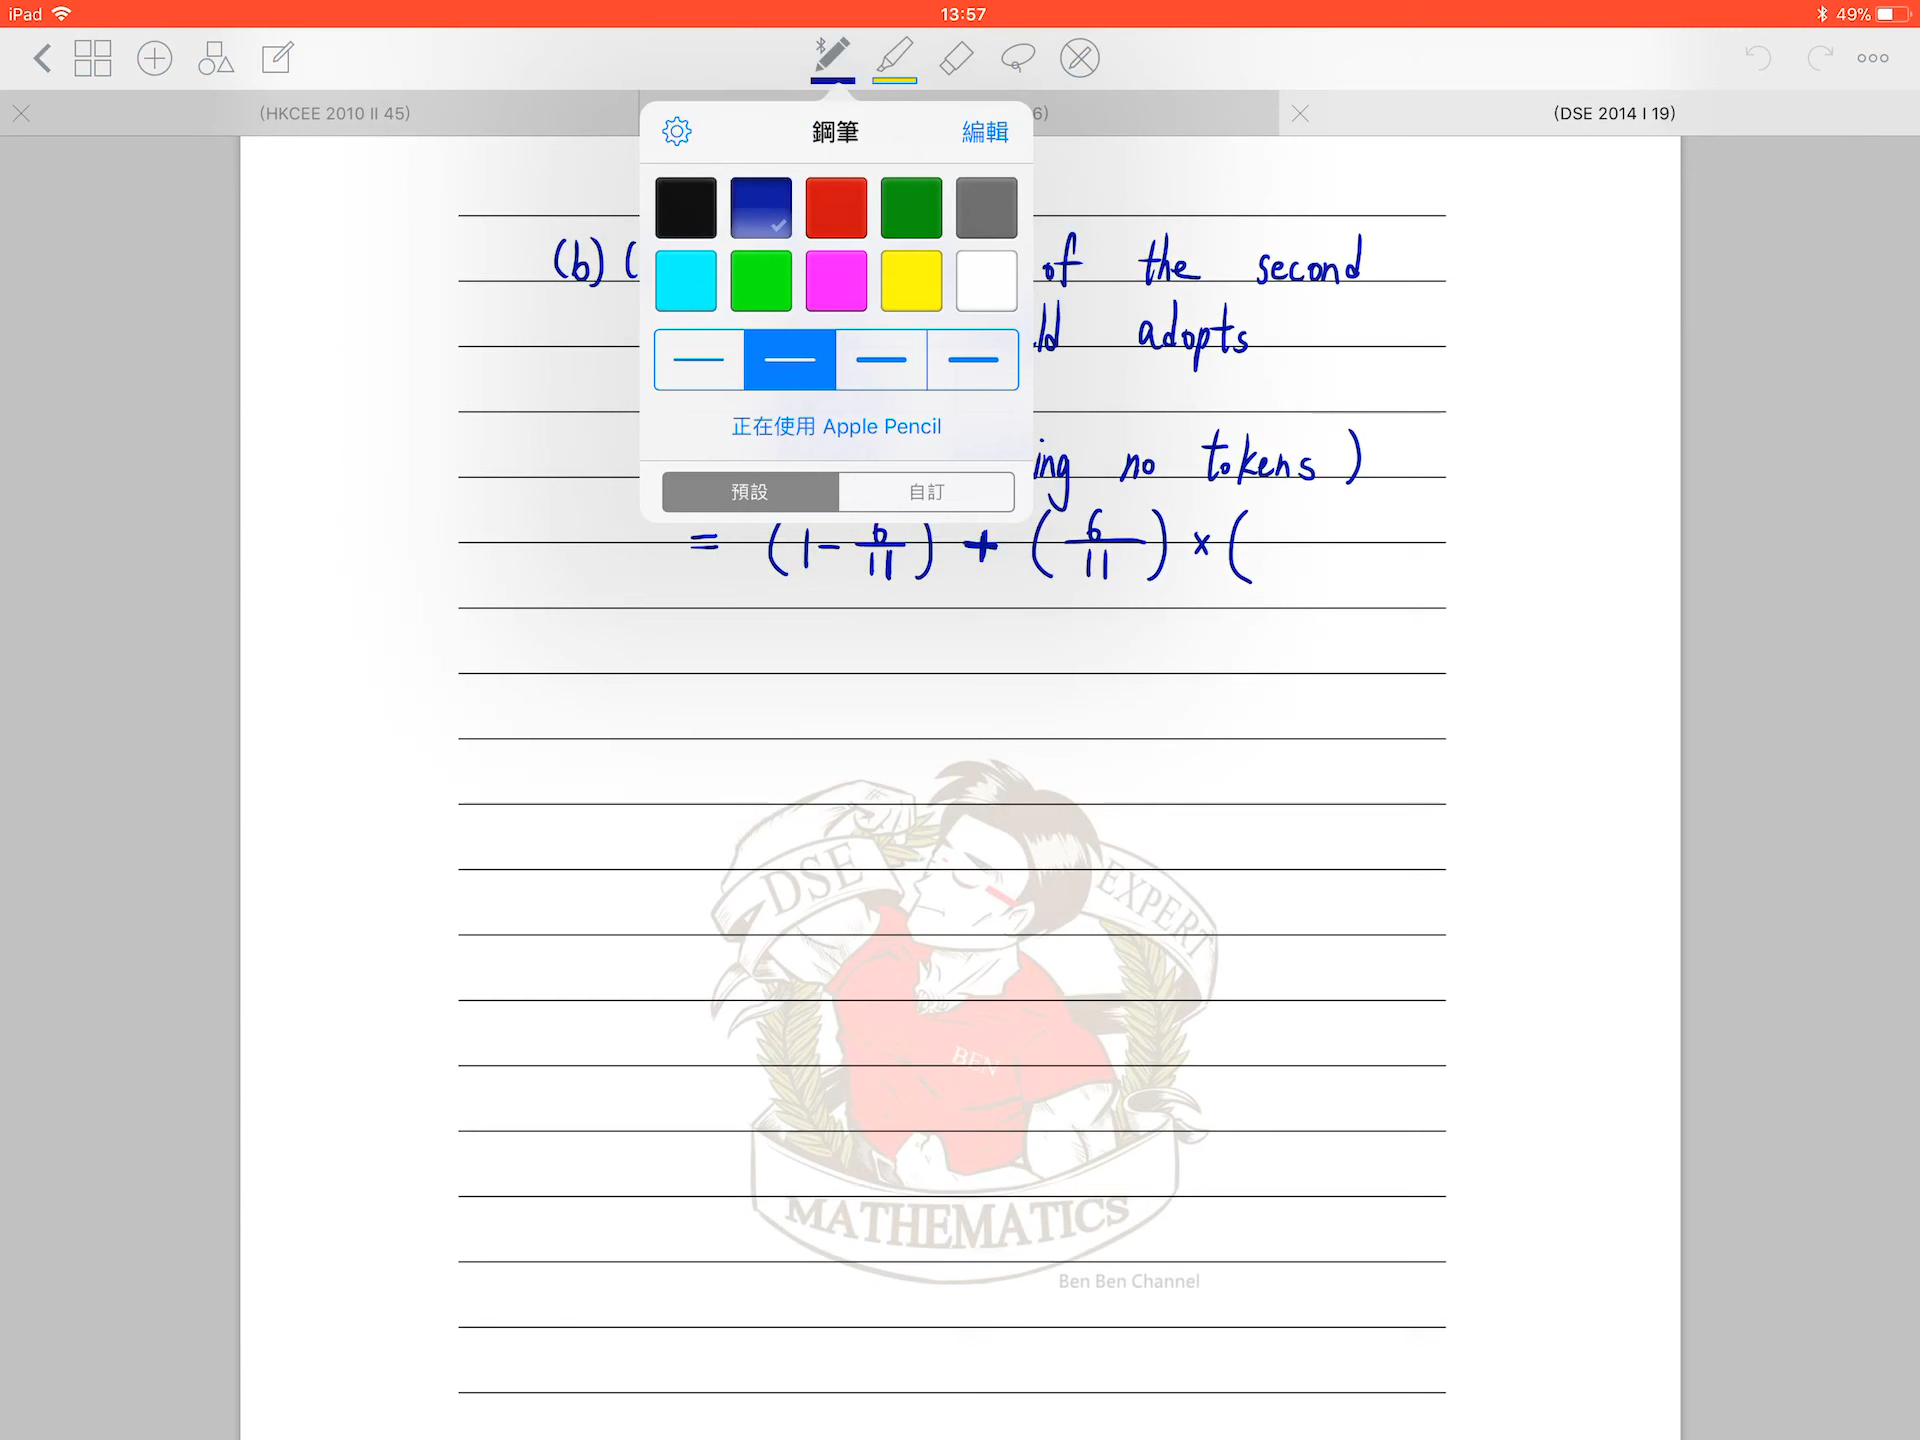 iPad 13:57 49%
(HKCEE 2010 II 45) 6) (DSE 2014 I 19)
鋼筆 編輯
(b) ( of the second
ld adopts
正在使用 Apple Pencil
ing no tokens )
預設 自訂
= (1 - 6/11) + (6/11) × (
DSE EXPERT
BEN
MATHEMATICS
Ben Ben Channel